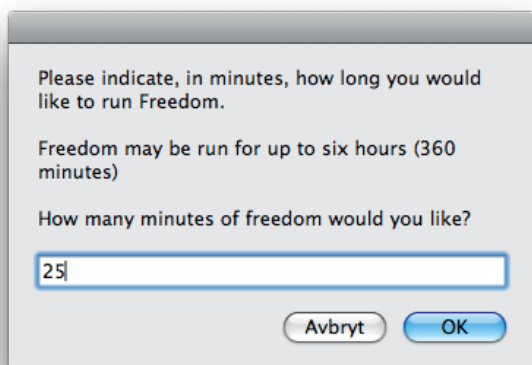 Please indicate, in minutes, how long you would
like to run Freedom.
Freedom may be run for up to six hours (360
minutes)
How many minutes of freedom would you like?
25
Avbryt OK